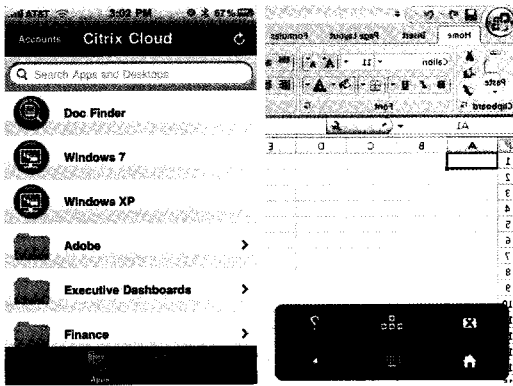 AT&T 3:02 PM 67%
Accounts Citrix Cloud
Search Apps and Desktops
Doc Finder
Windows 7
Windows XP
Adobe
Executive Dashboards
Finance
Apps
Home Insert Page Layout Formulas
Paste Calibri 11 A A
B I U A
Clipboard Font
A1
A B C D E
1
2
3
4
5
6
7
8
9
10
?